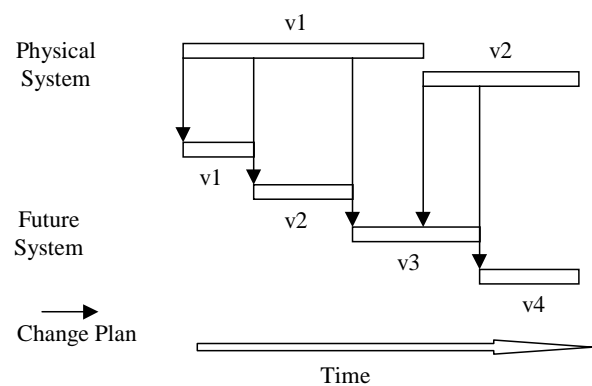 v1
Physical
System
v2
v1
v2
Future
System
v3
v4
Change Plan
Time